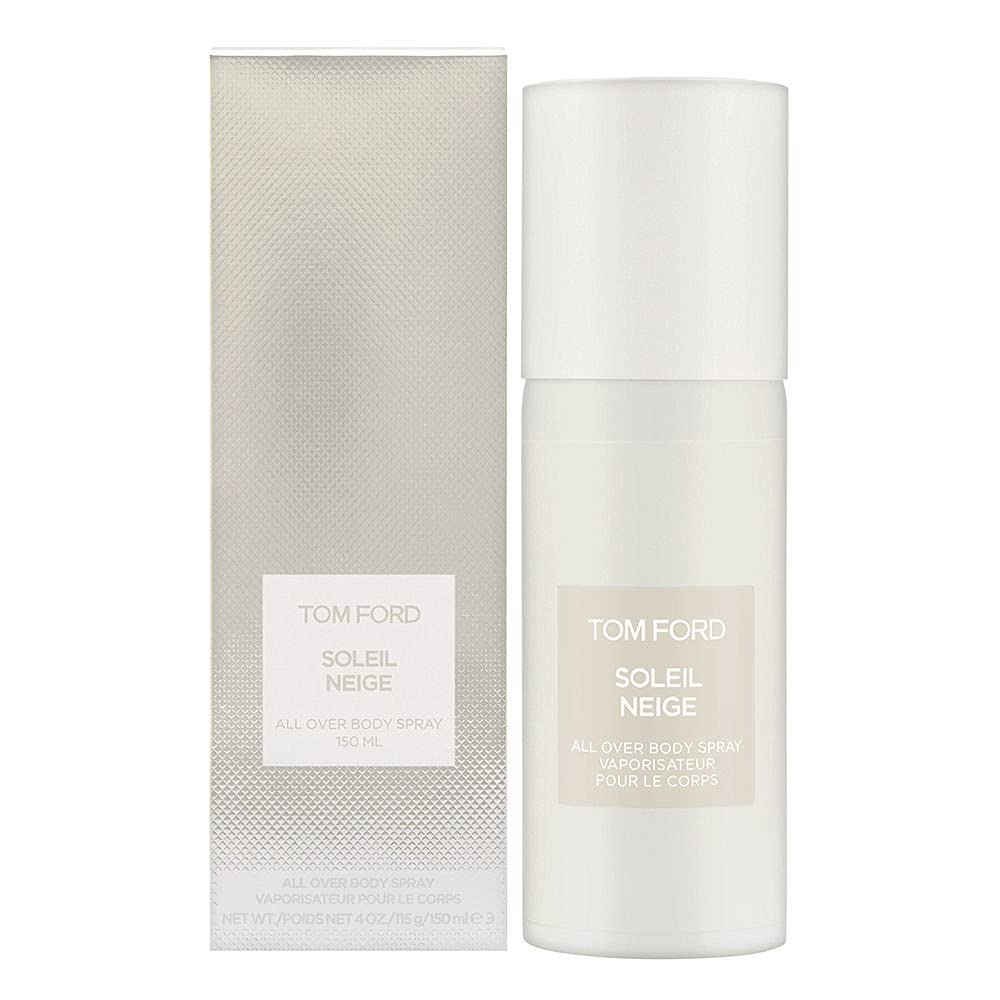 TOM FORD
SOLEIL
NEIGE
ALL OVER BODY SPRAY
150 ML
ALL OVER BODY SPRAY
VAPORISATEUR POUR LE CORPS
NET WT./POIDS NET 4 OZ./115 g/150 ml e 3
TOM FORD
SOLEIL
NEIGE
ALL OVER BODY SPRAY
VAPORISATEUR
POUR LE CORPS